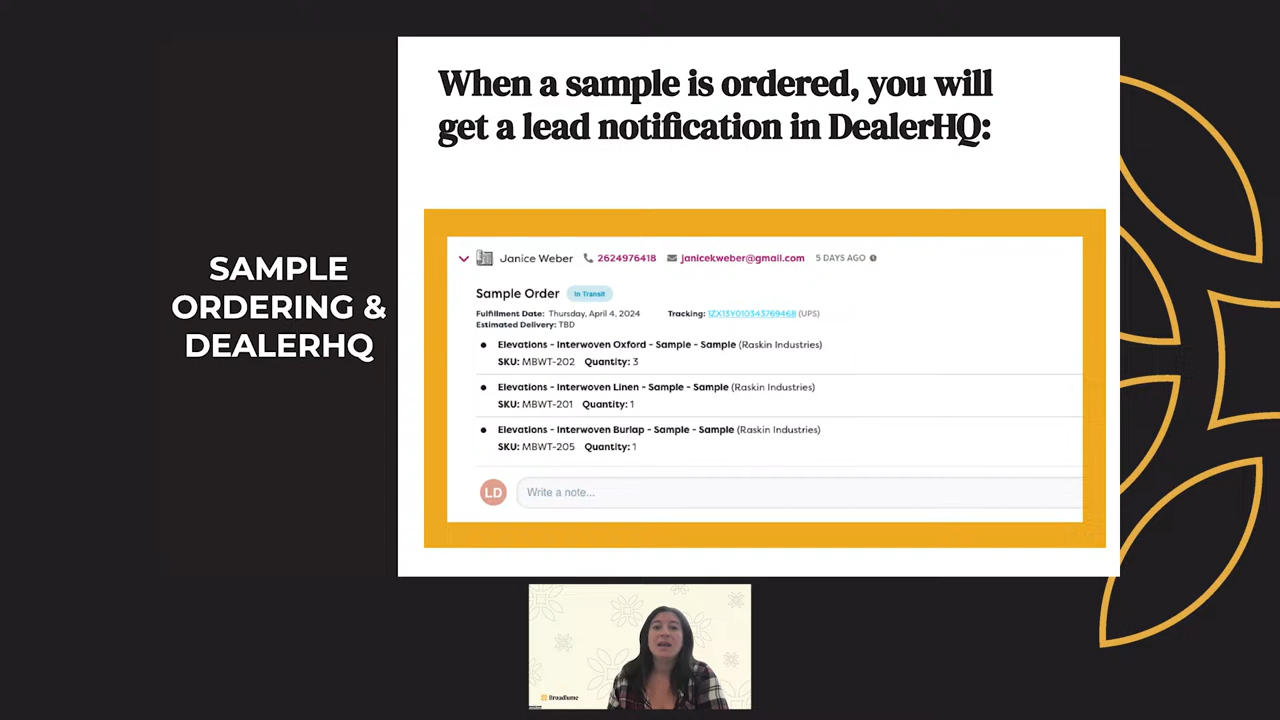 SAMPLE
ORDERING &
DEALERHQ
When a sample is ordered, you will
get a lead notification in DealerHQ:
Janice Weber 2624976418 janicekweber@gmail.com 5 DAYS AGO
Sample Order In Transit
Fulfillment Date: Thursday, April 4, 2024 Tracking: 1ZX13Y010343769468 (UPS)
Estimated Delivery: TBD
Elevations - Interwoven Oxford - Sample - Sample (Raskin Industries)
SKU: MBWT-202 Quantity: 3
Elevations - Interwoven Linen - Sample - Sample (Raskin Industries)
SKU: MBWT-201 Quantity: 1
Elevations - Interwoven Burlap - Sample - Sample (Raskin Industries)
SKU: MBWT-205 Quantity: 1
LD Write a note...
Broadlume